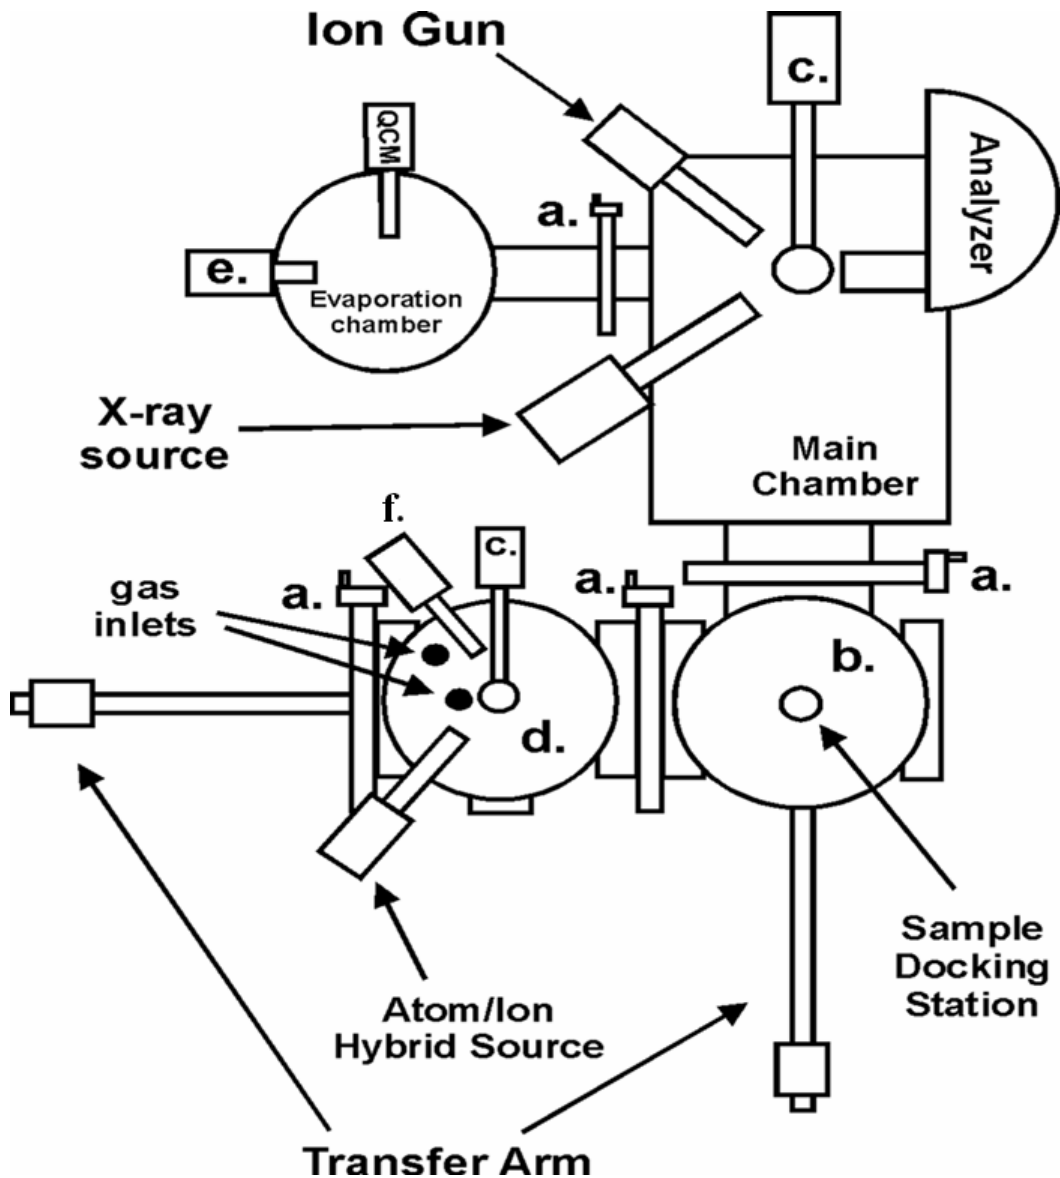 Ion Gun
c.
QCM
Analyzer
a.
e.
Evaporation
chamber
X-ray
source
Main
Chamber
f.
c.
gas
inlets
a.
a.
a.
b.
d.
Sample
Docking
Station
Atom/Ion
Hybrid Source
Transfer Arm